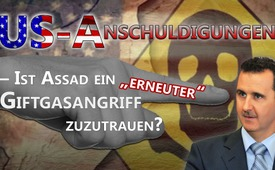 US-Anschuldigungen
– Ist Assad ein „erneuter“
Giftgasangriff
zuzutrauen?